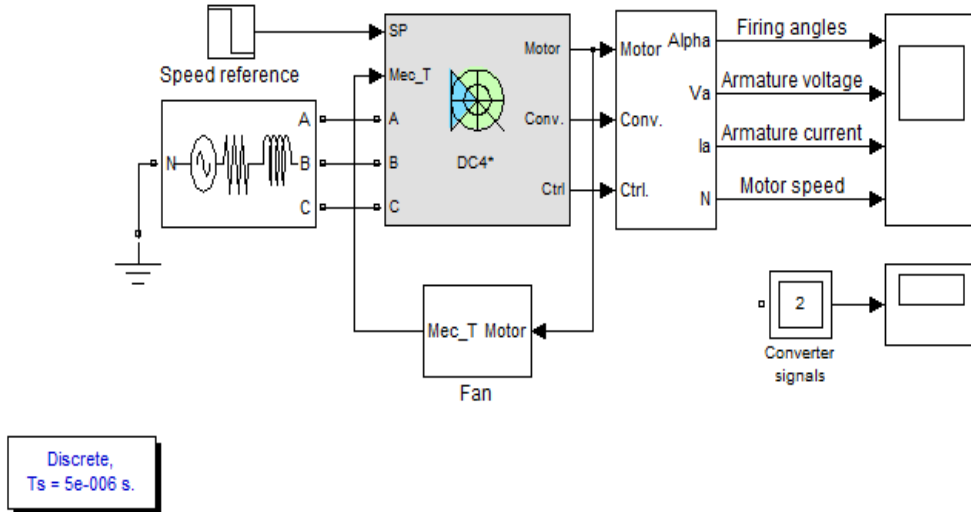 Speed reference
SP
Mec_T
A
B
C
DC4*
Motor
Conv.
Ctrl
N
A
B
C
Motor
Conv.
Ctrl.
Alpha
Va
Ia
N
Firing angles
Armature voltage
Armature current
Motor speed
Mec_T Motor
Fan
2
Converter
signals
Discrete,
Ts = 5e-006 s.